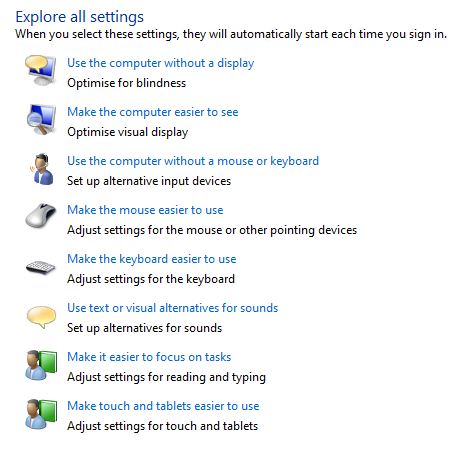 Explore all settings
When you select these settings, they will automatically start each time you sign in.
Use the computer without a display
Optimise for blindness
Make the computer easier to see
Optimise visual display
Use the computer without a mouse or keyboard
Set up alternative input devices
Make the mouse easier to use
Adjust settings for the mouse or other pointing devices
Make the keyboard easier to use
Adjust settings for the keyboard
Use text or visual alternatives for sounds
Set up alternatives for sounds
Make it easier to focus on tasks
Adjust settings for reading and typing
Make touch and tablets easier to use
Adjust settings for touch and tablets